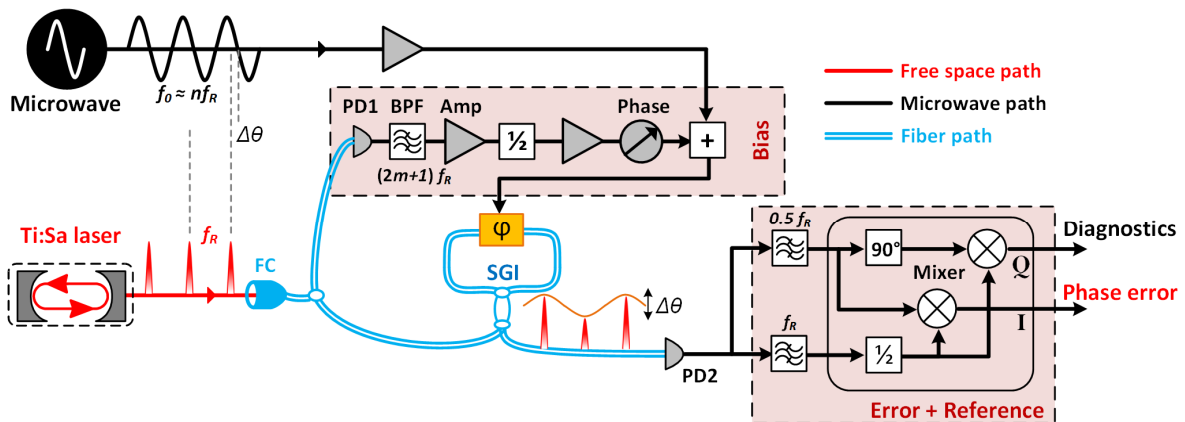 Microwave
f₀ ≈ nf_R
Δθ
PD1 BPF Amp Phase
½
+
(2m+1) f_R
Bias
Free space path
Microwave path
Fiber path
Ti:Sa laser
f_R
FC
φ
SGI
Δθ
PD2
0.5 f_R
90°
Mixer
Q
Diagnostics
I
Phase error
f_R
½
Error + Reference